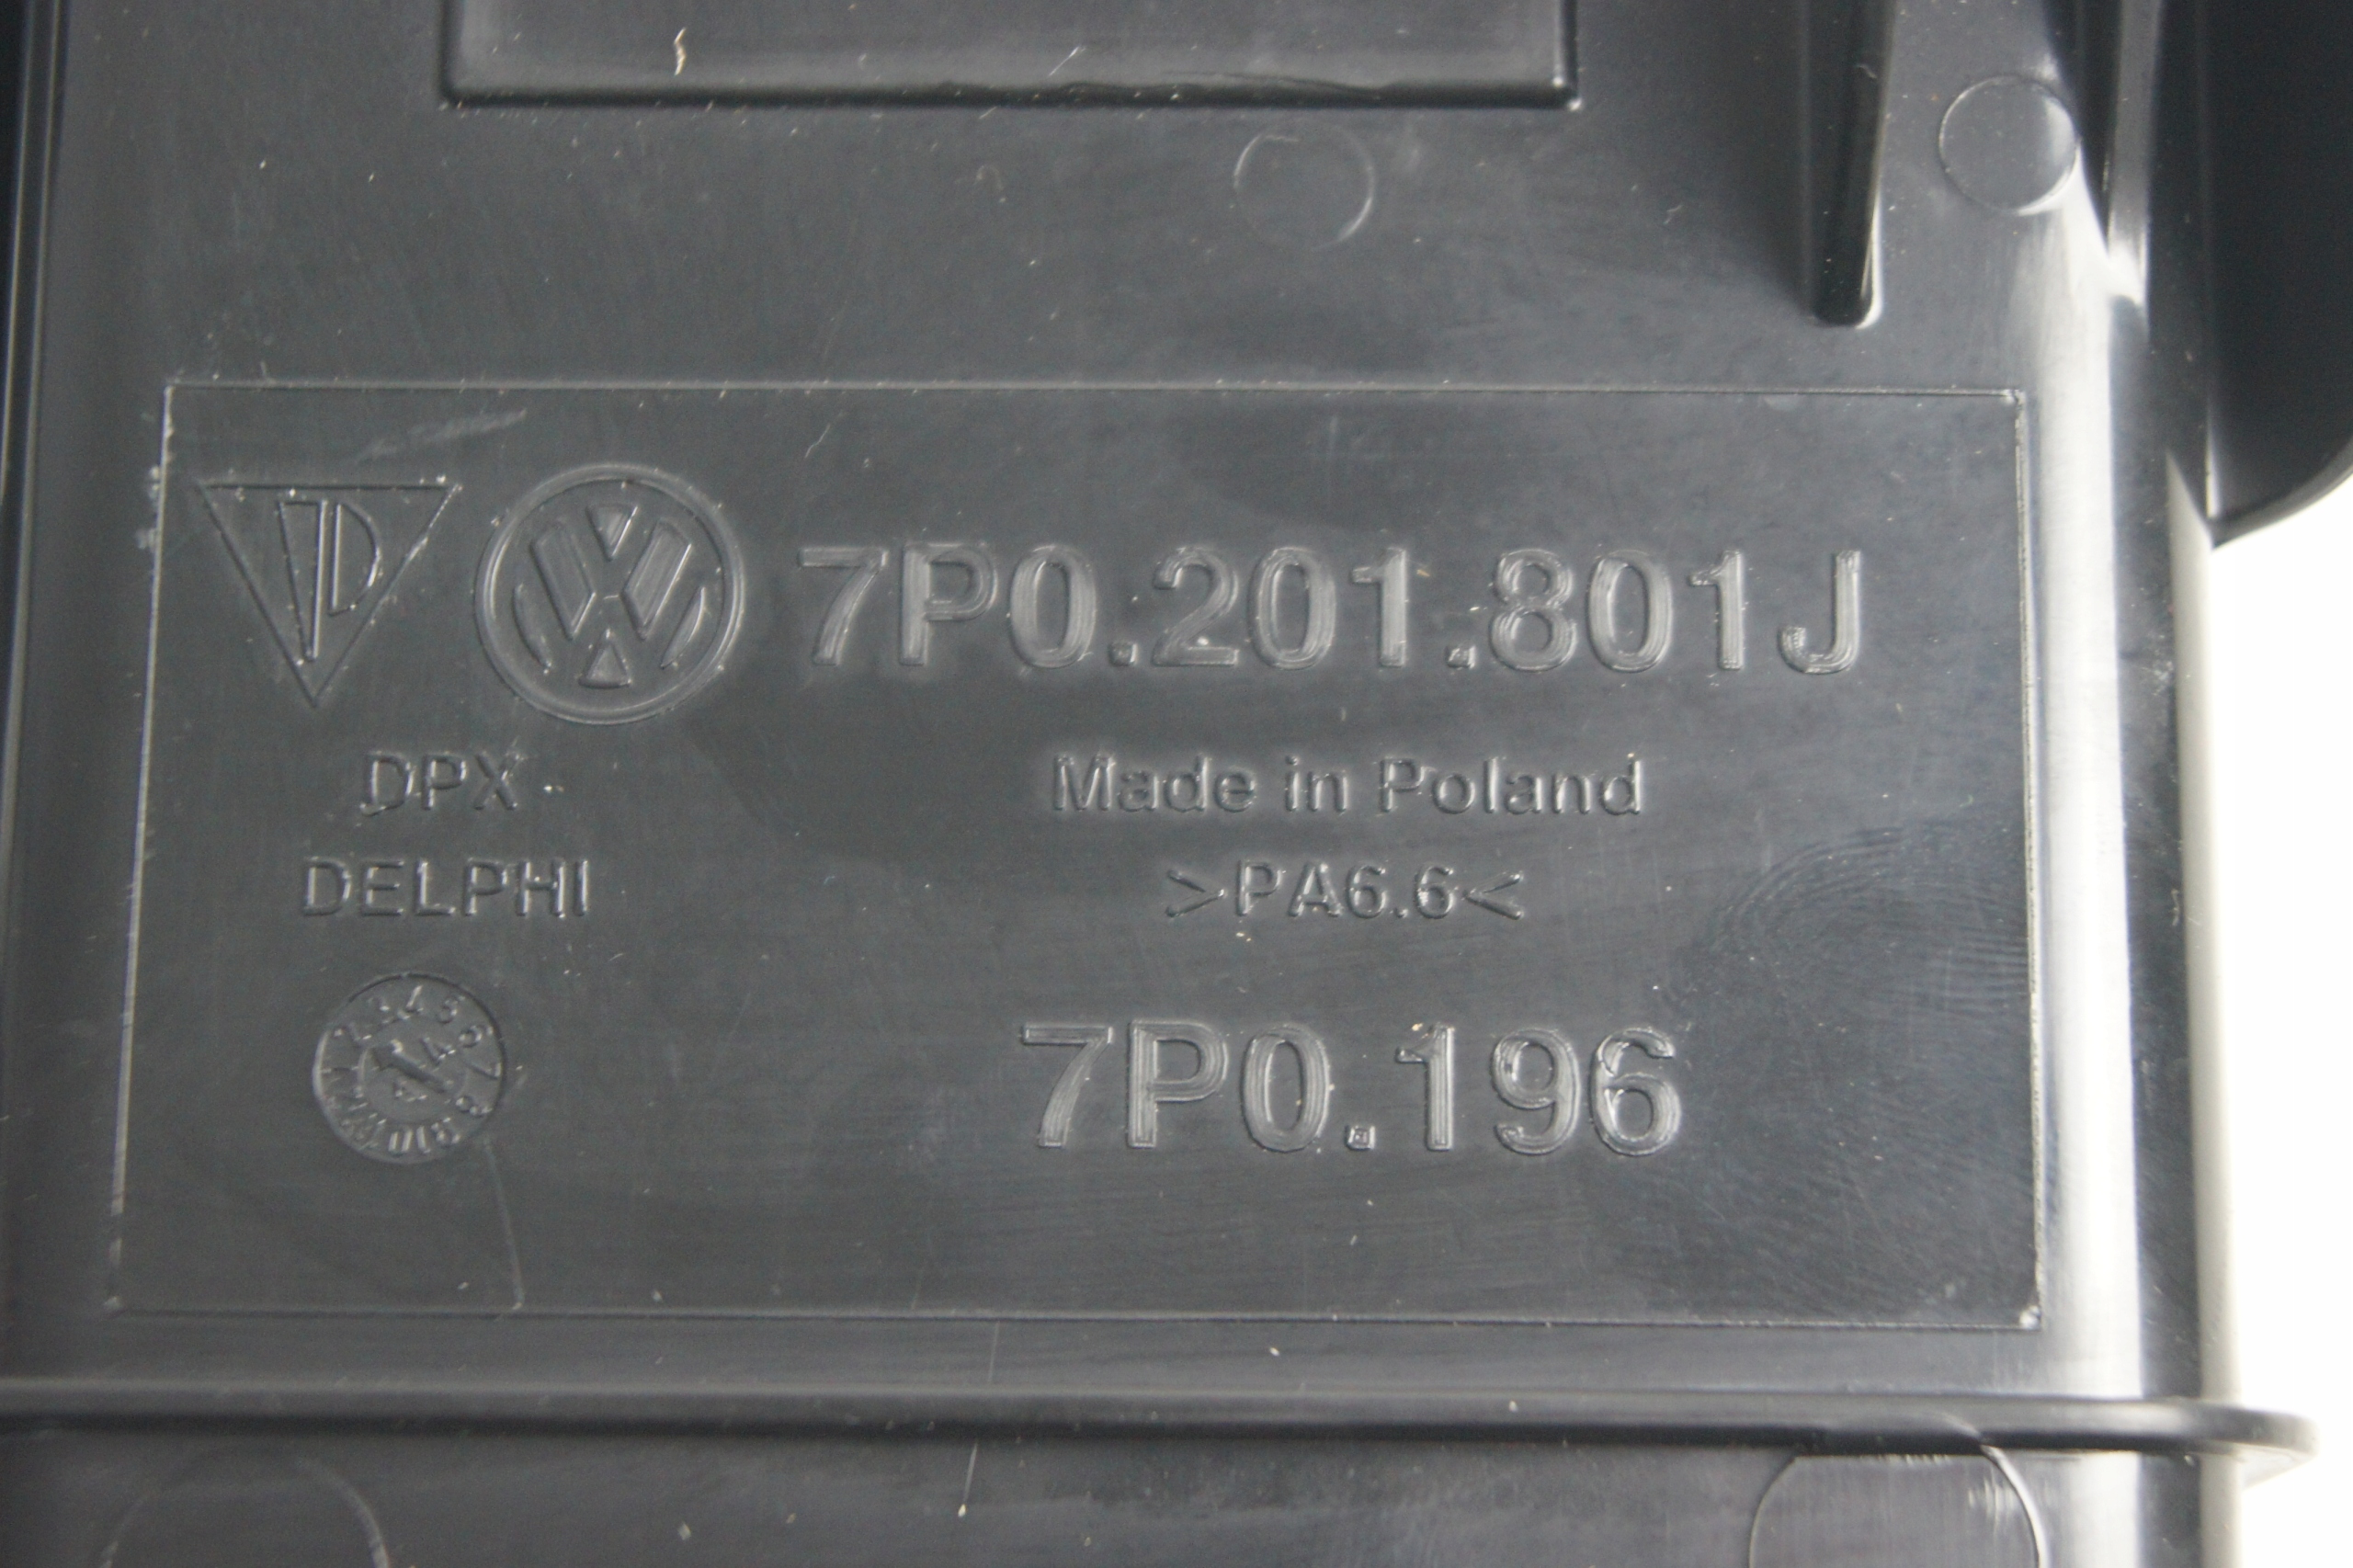 7P0.201.801J
DPX
Made in Poland
DELPHI
>PA6.6<
7P0.196